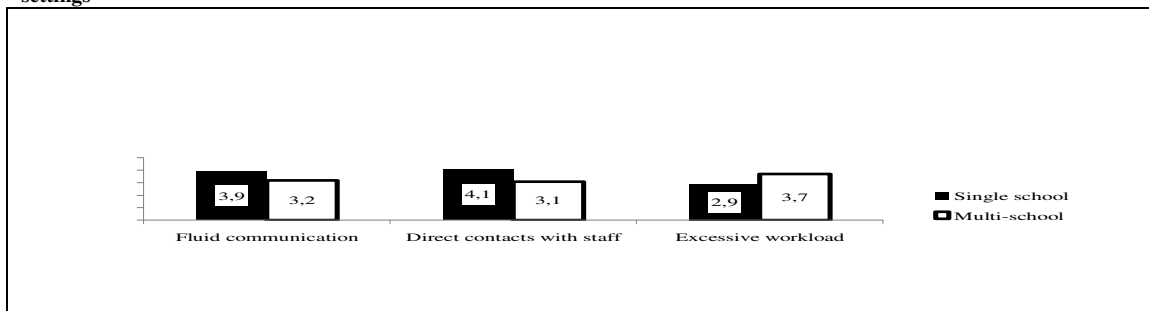 settings
3,9
3,2
4,1
3,1
2,9
3,7
Single school
Multi-school
Fluid communication
Direct contacts with staff
Excessive workload